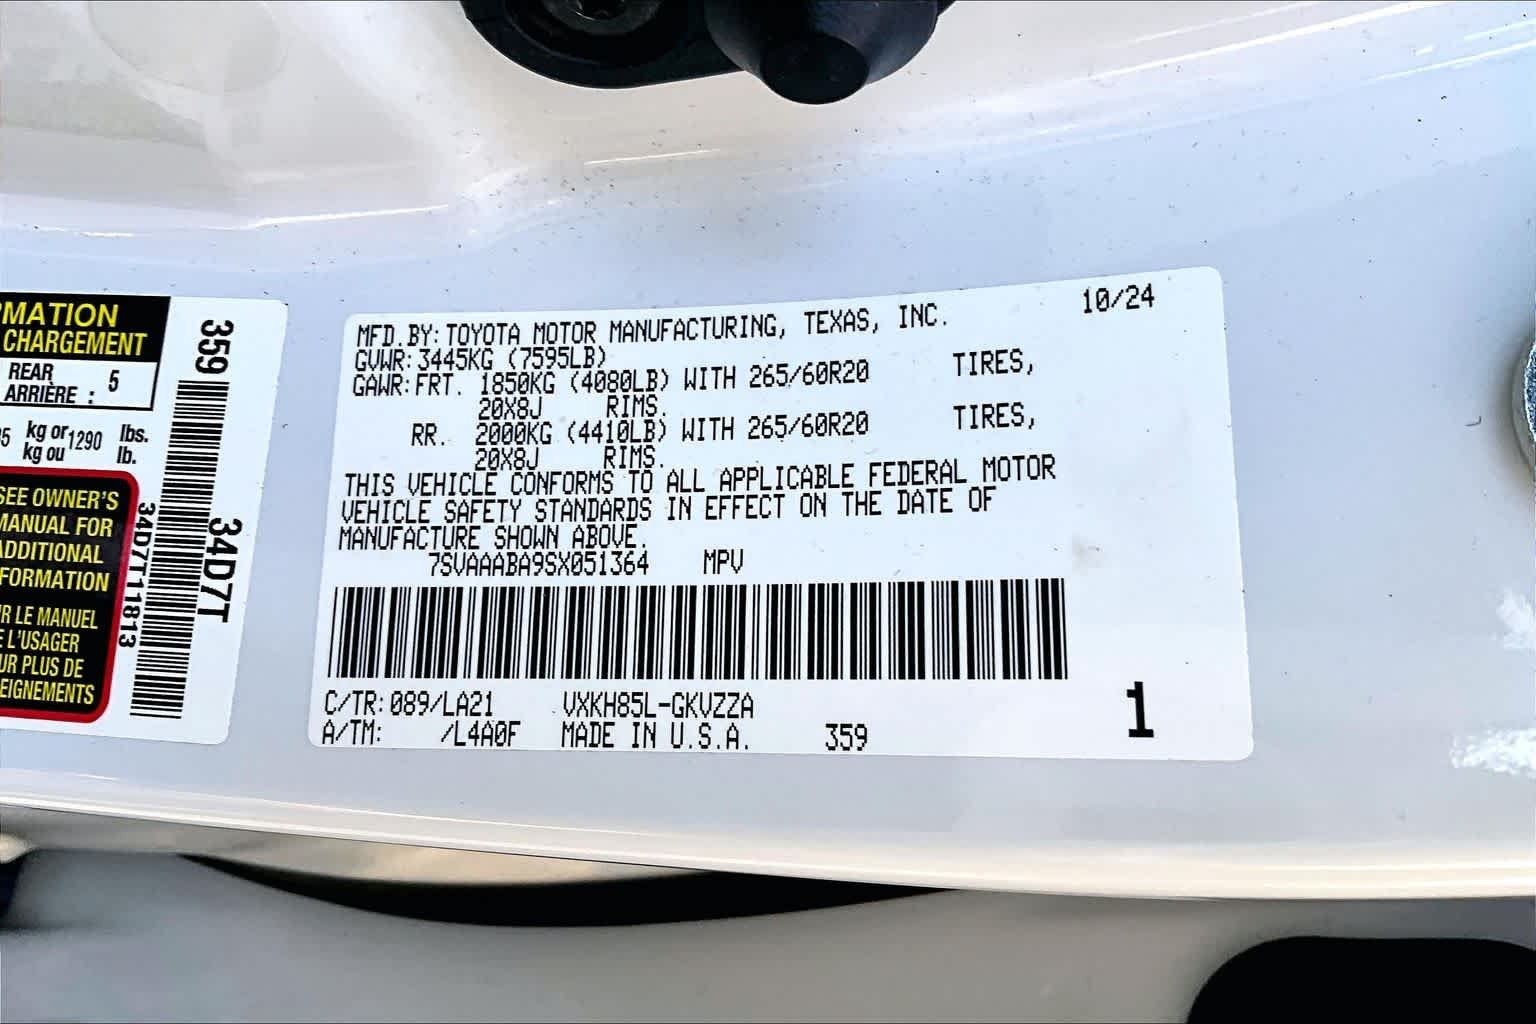 RMATION
CHARGEMENT
REAR
ARRIÈRE : 5
5 kg or 1290 lbs.
kg ou lb.
SEE OWNER'S
MANUAL FOR
ADDITIONAL
FORMATION
R LE MANUEL
E L'USAGER
UR PLUS DE
EIGNEMENTS
359
34D7T
34D7T11813
MFD.BY:TOYOTA MOTOR MANUFACTURING, TEXAS, INC. 10/24
GVWR:3445KG (7595LB)
GAWR:FRT. 1850KG (4080LB) WITH 265/60R20 TIRES,
20X8J RIMS.
RR. 2000KG (4410LB) WITH 265/60R20 TIRES,
20X8J RIMS.
THIS VEHICLE CONFORMS TO ALL APPLICABLE FEDERAL MOTOR
VEHICLE SAFETY STANDARDS IN EFFECT ON THE DATE OF
MANUFACTURE SHOWN ABOVE.
7SVAAABA9SX051364 MPV
C/TR:089/LA21 VXKH85L-GKVZZA
A/TM: /L4A0F MADE IN U.S.A. 359
1